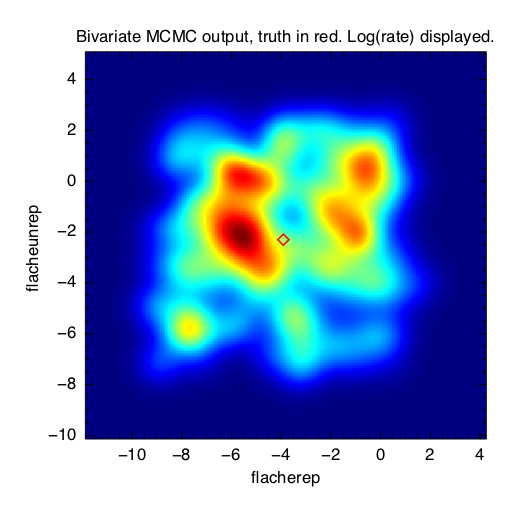 Bivariate MCMC output, truth in red. Log(rate) displayed.
4
2
0
−2
−4
−6
−8
−10
flacheunrep
−10 −8 −6 −4 −2 0 2 4
flacherep